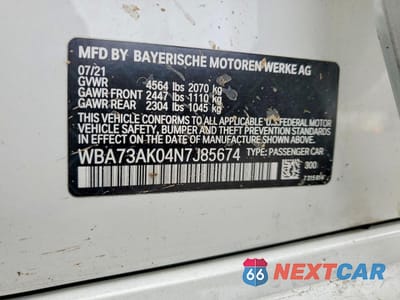 MFD BY BAYERISCHE MOTOREN WERKE AG
07/21
GVWR 4564 lbs 2070 kg
GAWR FRONT 2447 lbs 1110 kg
GAWR REAR 2304 lbs 1045 kg
THIS VEHICLE CONFORMS TO ALL APPLICABLE U.S. FEDERAL MOTOR
VEHICLE SAFETY, BUMPER, AND THEFT PREVENTION STANDARDS
IN EFFECT ON THE DATE OF MANUFACTURE SHOWN ABOVE.
WBA73AK04N7J85674 TYPE: PASSENGER CAR
300
66 NEXTCAR
.COM